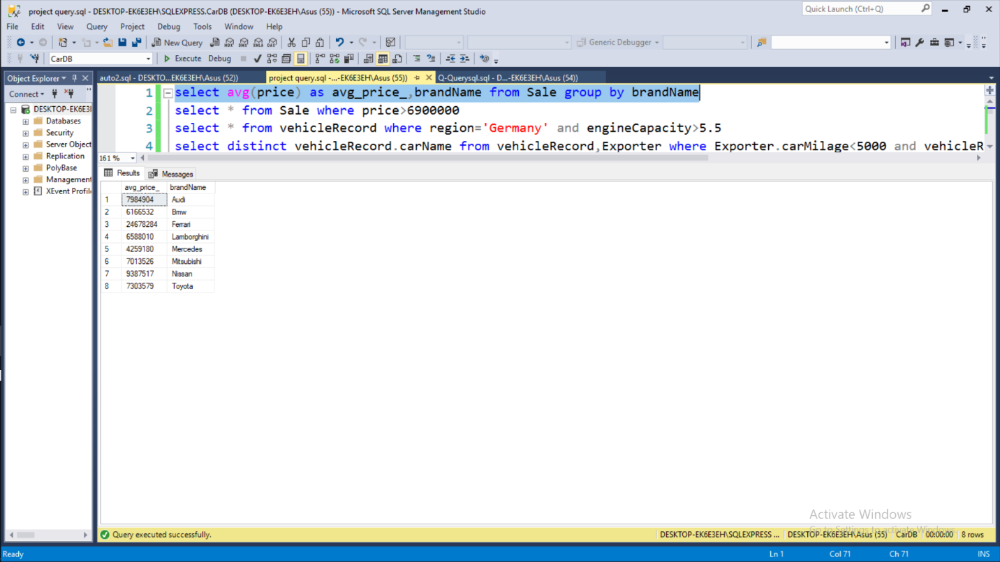 project query.sql - DESKTOP-EK6E3EH\SQLEXPRESS.CarDB (DESKTOP-EK6E3EH\Asus (55)) - Microsoft SQL Server Management Studio
Quick Launch (Ctrl+Q)
File Edit View Query Project Debug Tools Window Help
New Query
Generic Debugger
CarDB Execute Debug
Object Explorer
auto2.sql - DESKTO...EK6E3EH\Asus (52))
project query.sql -...-EK6E3EH\Asus (55))
Q-Querysql.sql - D...-EK6E3EH\Asus (54))
Connect
DESKTOP-EK6E3
Databases
Security
Server Object
Replication
PolyBase
Management
XEvent Profil
1 select avg(price) as avg_price_,brandName from Sale group by brandName
2 select * from Sale where price>6900000
3 select * from vehicleRecord where region='Germany' and engineCapacity>5.5
4 select distinct vehicleRecord.carName from vehicleRecord,Exporter where Exporter.carMilage<5000 and vehicleR
161 %
Results Messages
avg_price_ brandName
1 7984904 Audi
2 6166532 Bmw
3 24678284 Ferrari
4 6588010 Lamborghini
5 4259180 Mercedes
6 7013526 Mitsubishi
7 9387517 Nissan
8 7303579 Toyota
Activate Windows
Go to Settings to activate Windows.
Query executed successfully.
DESKTOP-EK6E3EH\SQLEXPRESS ... DESKTOP-EK6E3EH\Asus (55) CarDB 00:00:00 8 rows
Ready Ln 1 Col 71 Ch 71 INS